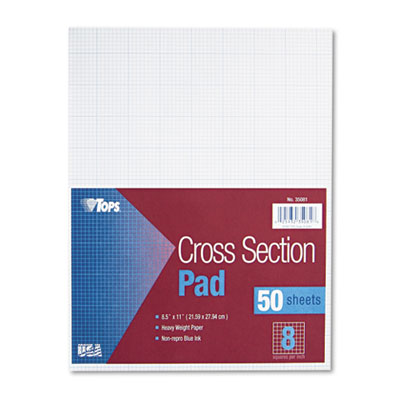 TOPS
No. 35081
Cross Section
Pad
50 sheets
8.5" x 11" ( 21.59 x 27.94 cm )
Heavy Weight Paper
Non-repro Blue Ink
8
squares per inch
USA